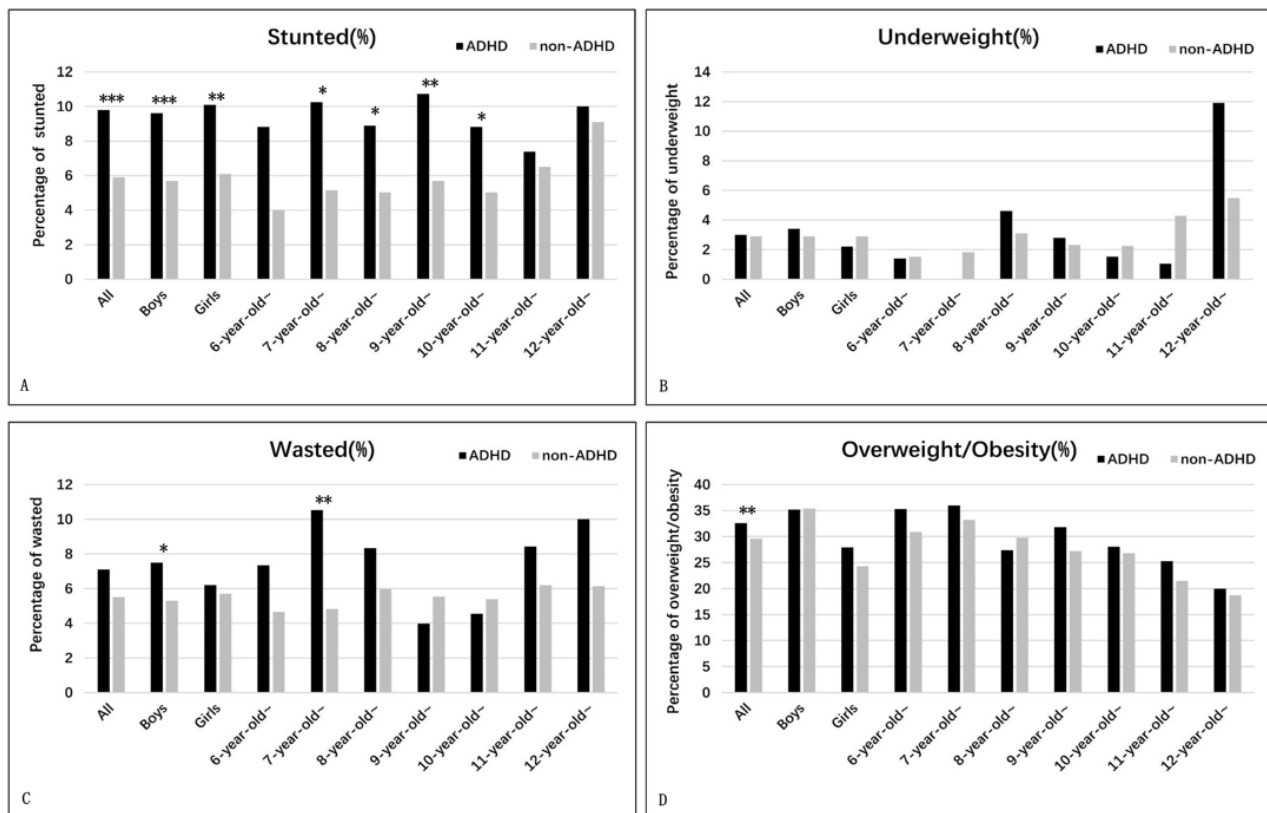 Stunted(%)
ADHD non-ADHD
Percentage of stunted
12
10
8
6
4
2
0
*** *** ** * * ** *
All Boys Girls 6-year-old~ 7-year-old~ 8-year-old~ 9-year-old~ 10-year-old~ 11-year-old~ 12-year-old~
A
Underweight(%)
ADHD non-ADHD
Percentage of underweight
14
12
10
8
6
4
2
0
All Boys Girls 6-year-old~ 7-year-old~ 8-year-old~ 9-year-old~ 10-year-old~ 11-year-old~ 12-year-old~
B
Wasted(%)
ADHD non-ADHD
Percentage of wasted
12
10
8
6
4
2
0
* **
All Boys Girls 6-year-old~ 7-year-old~ 8-year-old~ 9-year-old~ 10-year-old~ 11-year-old~ 12-year-old~
C
Overweight/Obesity(%)
ADHD non-ADHD
Percentage of overweight/obesity
40
35
30
25
20
15
10
5
0
**
All Boys Girls 6-year-old~ 7-year-old~ 8-year-old~ 9-year-old~ 10-year-old~ 11-year-old~ 12-year-old~
D